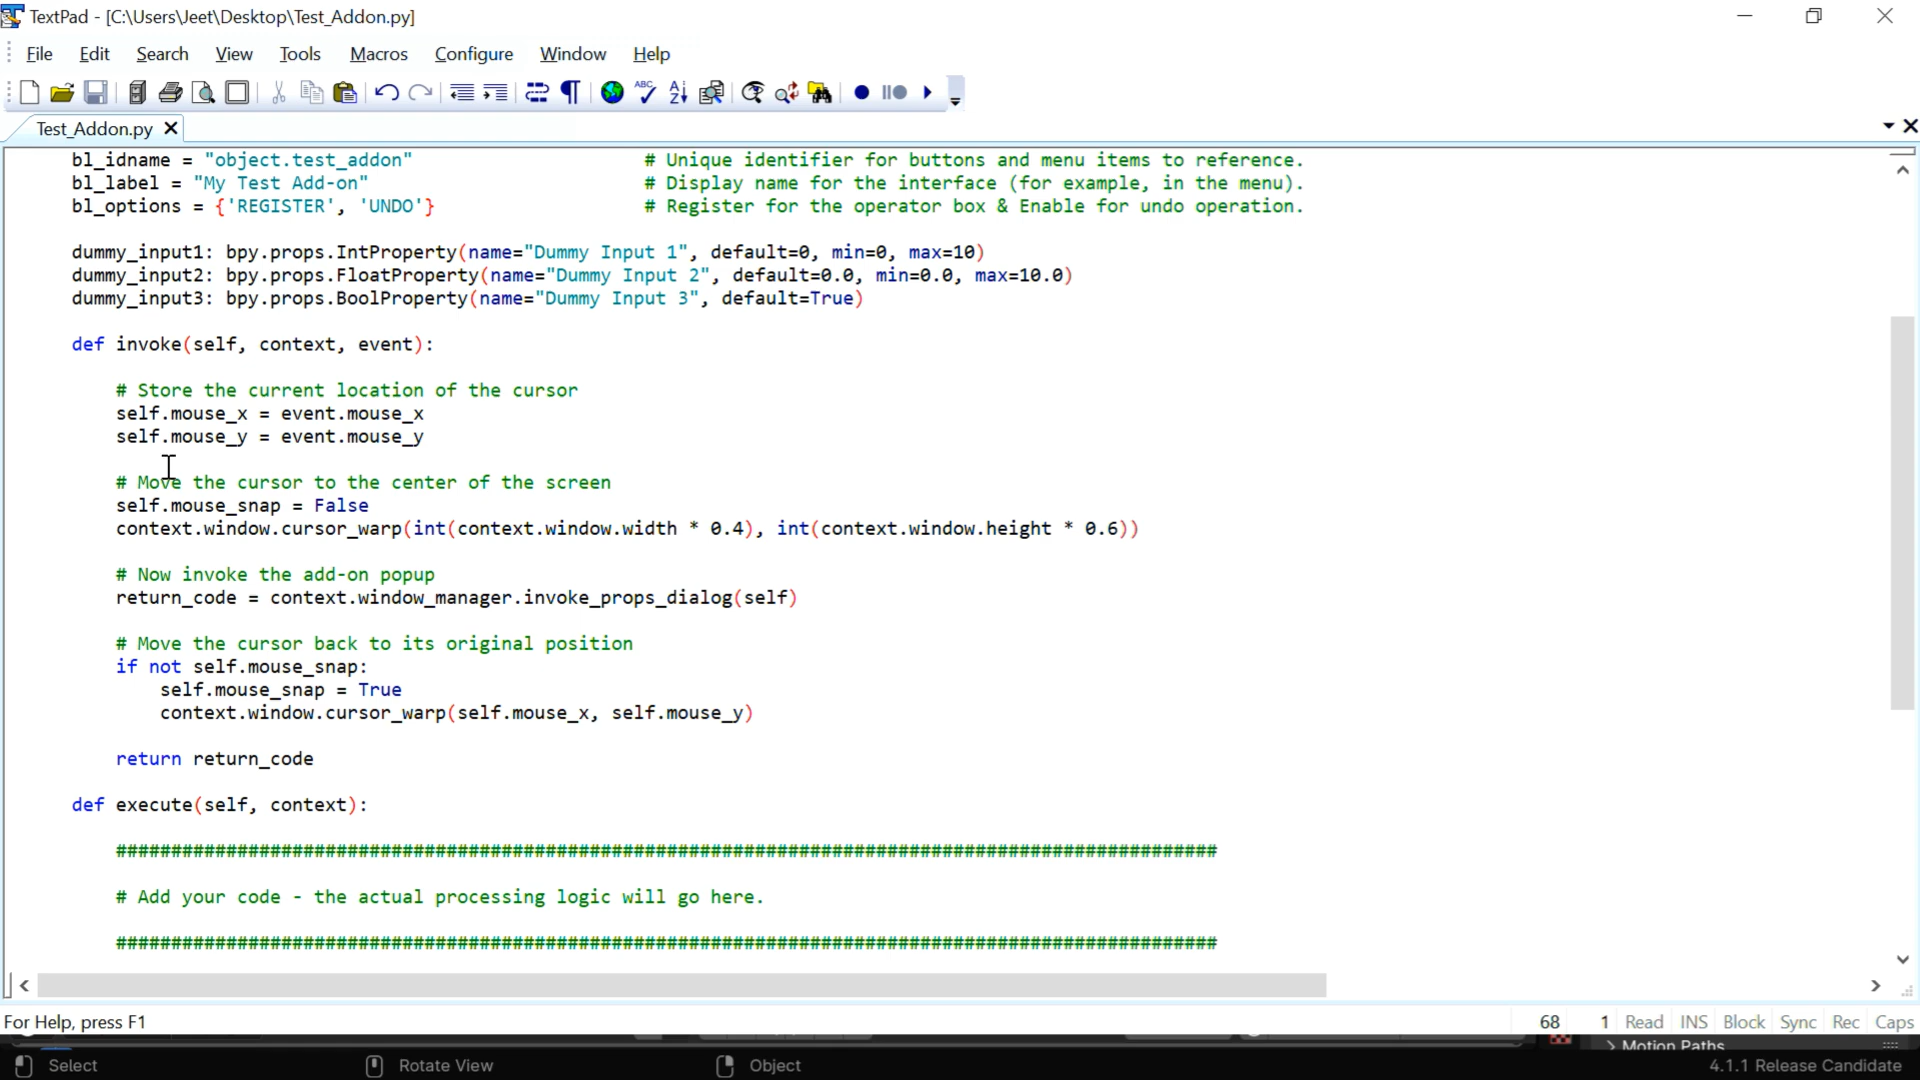 TextPad - [C:\Users\Jeet\Desktop\Test_Addon.py]
File Edit Search View Tools Macros Configure Window Help
Test_Addon.py
bl_idname = "object.test_addon" # Unique identifier for buttons and menu items to reference.
bl_label = "My Test Add-on" # Display name for the interface (for example, in the menu).
bl_options = {'REGISTER', 'UNDO'} # Register for the operator box & Enable for undo operation.
dummy_input1: bpy.props.IntProperty(name="Dummy Input 1", default=0, min=0, max=10)
dummy_input2: bpy.props.FloatProperty(name="Dummy Input 2", default=0.0, min=0.0, max=10.0)
dummy_input3: bpy.props.BoolProperty(name="Dummy Input 3", default=True)
def invoke(self, context, event):
# Store the current location of the cursor
self.mouse_x = event.mouse_x
self.mouse_y = event.mouse_y
# Move the cursor to the center of the screen
self.mouse_snap = False
context.window.cursor_warp(int(context.window.width * 0.4), int(context.window.height * 0.6))
# Now invoke the add-on popup
return_code = context.window_manager.invoke_props_dialog(self)
# Move the cursor back to its original position
if not self.mouse_snap:
self.mouse_snap = True
context.window.cursor_warp(self.mouse_x, self.mouse_y)
return return_code
def execute(self, context):
####################################################################################################
# Add your code - the actual processing logic will go here.
####################################################################################################
For Help, press F1 68 1 Read INS Block Sync Rec Caps
Motion Paths
Select Rotate View Object 4.1.1 Release Candidate